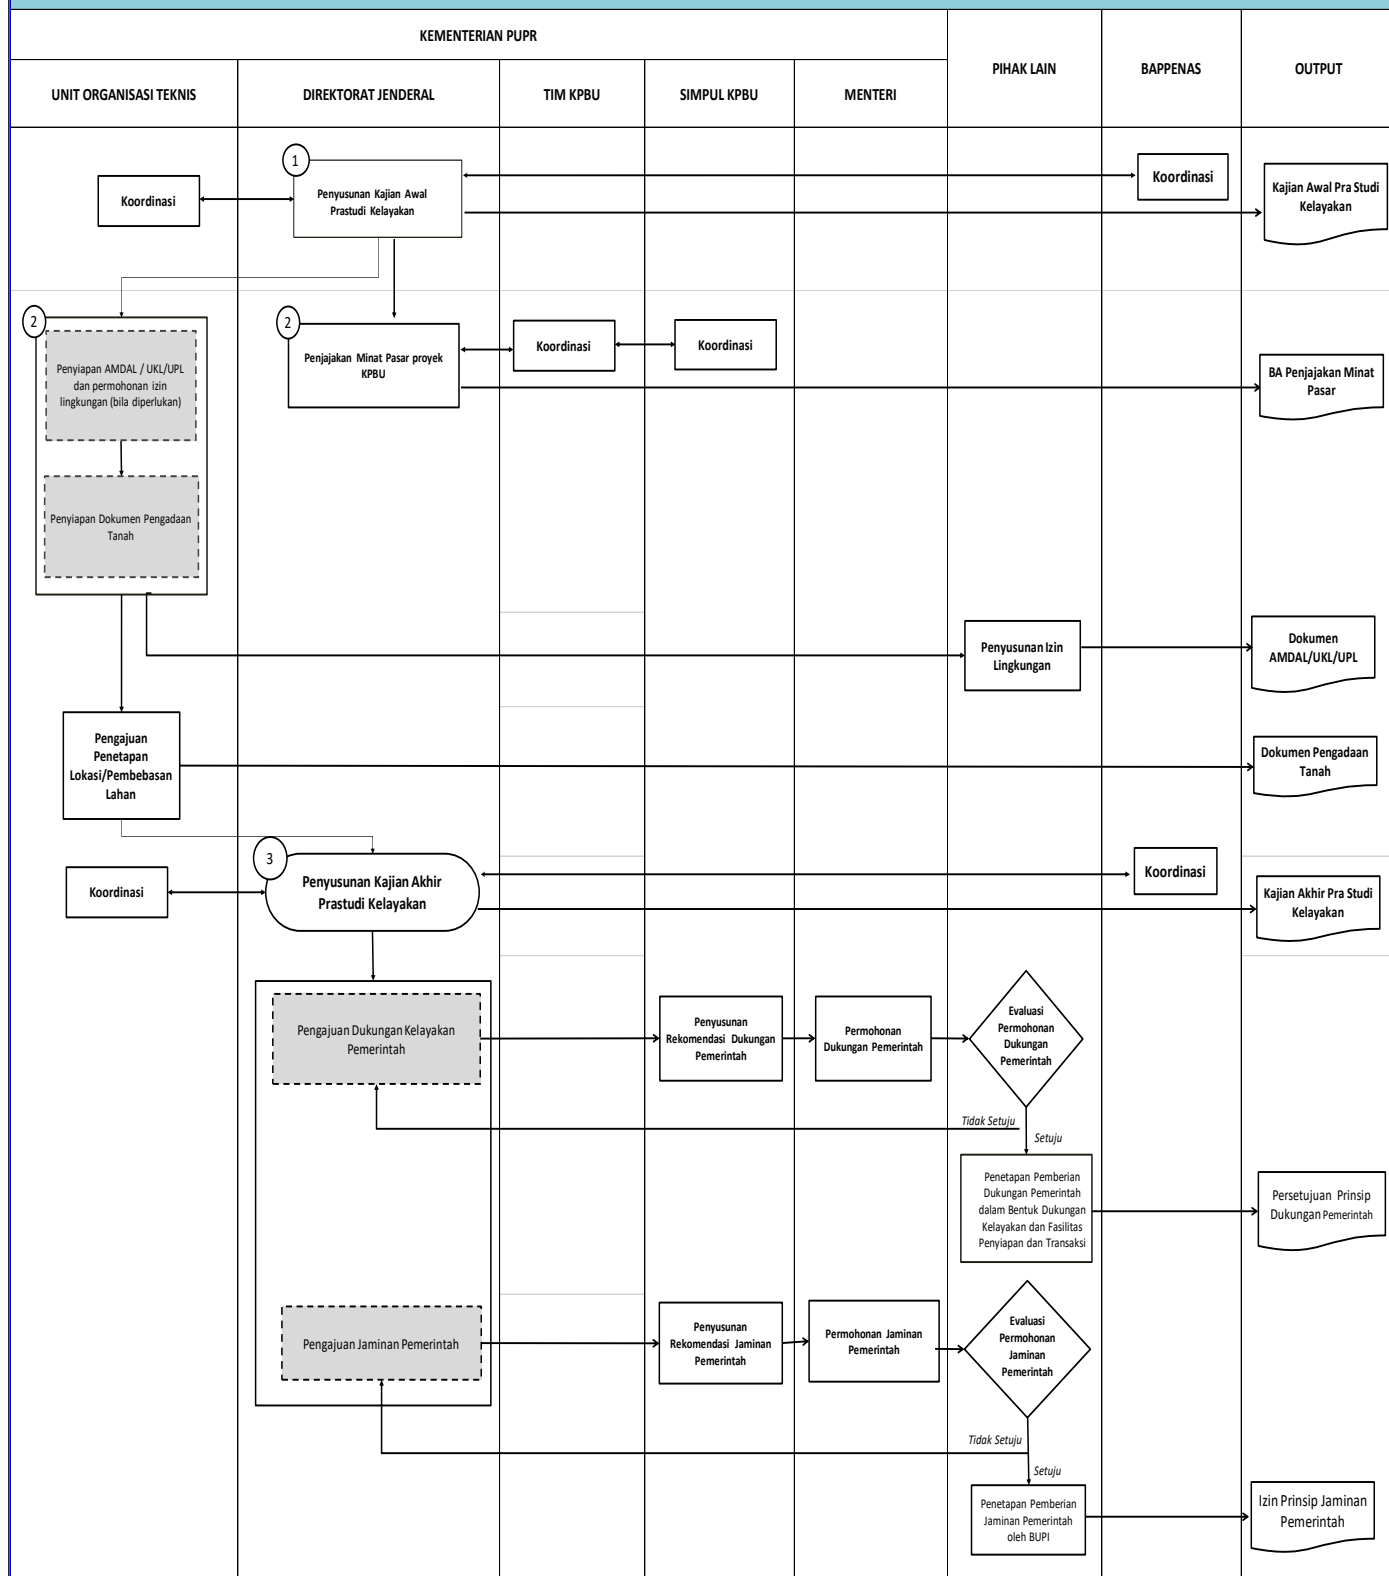 KEMENTERIAN PUPR
PIHAK LAIN
BAPPENAS
OUTPUT
UNIT ORGANISASI TEKNIS
DIREKTORAT JENDERAL
TIM KPBU
SIMPUL KPBU
MENTERI
1
Koordinasi
Penyusunan Kajian Awal
Prastudi Kelayakan
Koordinasi
Kajian Awal Pra Studi
Kelayakan
2
Penyiapan AMDAL / UKL/UPL
dan permohonan izin
lingkungan (bila diperlukan)
Penyiapan Dokumen Pengadaan
Tanah
2
Penjajakan Minat Pasar proyek
KPBU
Koordinasi
Koordinasi
BA Penjajakan Minat
Pasar
Penyusunan Izin
Lingkungan
Dokumen
AMDAL/UKL/UPL
Pengajuan
Penetapan
Lokasi/Pembebasan
Lahan
Dokumen Pengadaan
Tanah
3
Koordinasi
Penyusunan Kajian Akhir
Prastudi Kelayakan
Koordinasi
Kajian Akhir Pra Studi
Kelayakan
Pengajuan Dukungan Kelayakan
Pemerintah
Penyusunan
Rekomendasi Dukungan
Pemerintah
Permohonan
Dukungan Pemerintah
Evaluasi
Permohonan
Dukungan
Pemerintah
Tidak Setuju
Setuju
Penetapan Pemberian
Dukungan Pemerintah
dalam Bentuk Dukungan
Kelayakan dan Fasilitas
Penyiapan dan Transaksi
Persetujuan Prinsip
Dukungan Pemerintah
Pengajuan Jaminan Pemerintah
Penyusunan
Rekomendasi Jaminan
Pemerintah
Permohonan Jaminan
Pemerintah
Evaluasi
Permohonan
Jaminan
Pemerintah
Tidak Setuju
Setuju
Penetapan Pemberian
Jaminan Pemerintah
oleh BUPI
Izin Prinsip Jaminan
Pemerintah